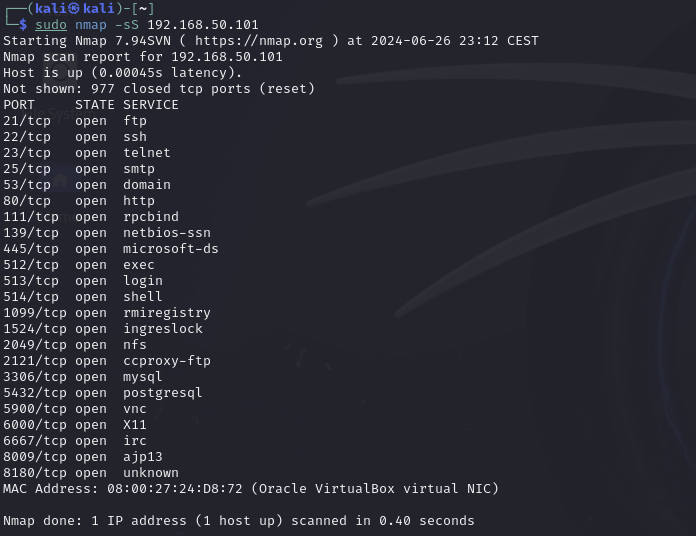 ┌──(kali㉿kali)-[~]
└─$ sudo nmap -sS 192.168.50.101
Starting Nmap 7.94SVN ( https://nmap.org ) at 2024-06-26 23:12 CEST
Nmap scan report for 192.168.50.101
Host is up (0.00045s latency).
Not shown: 977 closed tcp ports (reset)
PORT     STATE SERVICE
21/tcp   open  ftp
22/tcp   open  ssh
23/tcp   open  telnet
25/tcp   open  smtp
53/tcp   open  domain
80/tcp   open  http
111/tcp  open  rpcbind
139/tcp  open  netbios-ssn
445/tcp  open  microsoft-ds
512/tcp  open  exec
513/tcp  open  login
514/tcp  open  shell
1099/tcp open  rmiregistry
1524/tcp open  ingreslock
2049/tcp open  nfs
2121/tcp open  ccproxy-ftp
3306/tcp open  mysql
5432/tcp open  postgresql
5900/tcp open  vnc
6000/tcp open  X11
6667/tcp open  irc
8009/tcp open  ajp13
8180/tcp open  unknown
MAC Address: 08:00:27:24:D8:72 (Oracle VirtualBox virtual NIC)

Nmap done: 1 IP address (1 host up) scanned in 0.40 seconds